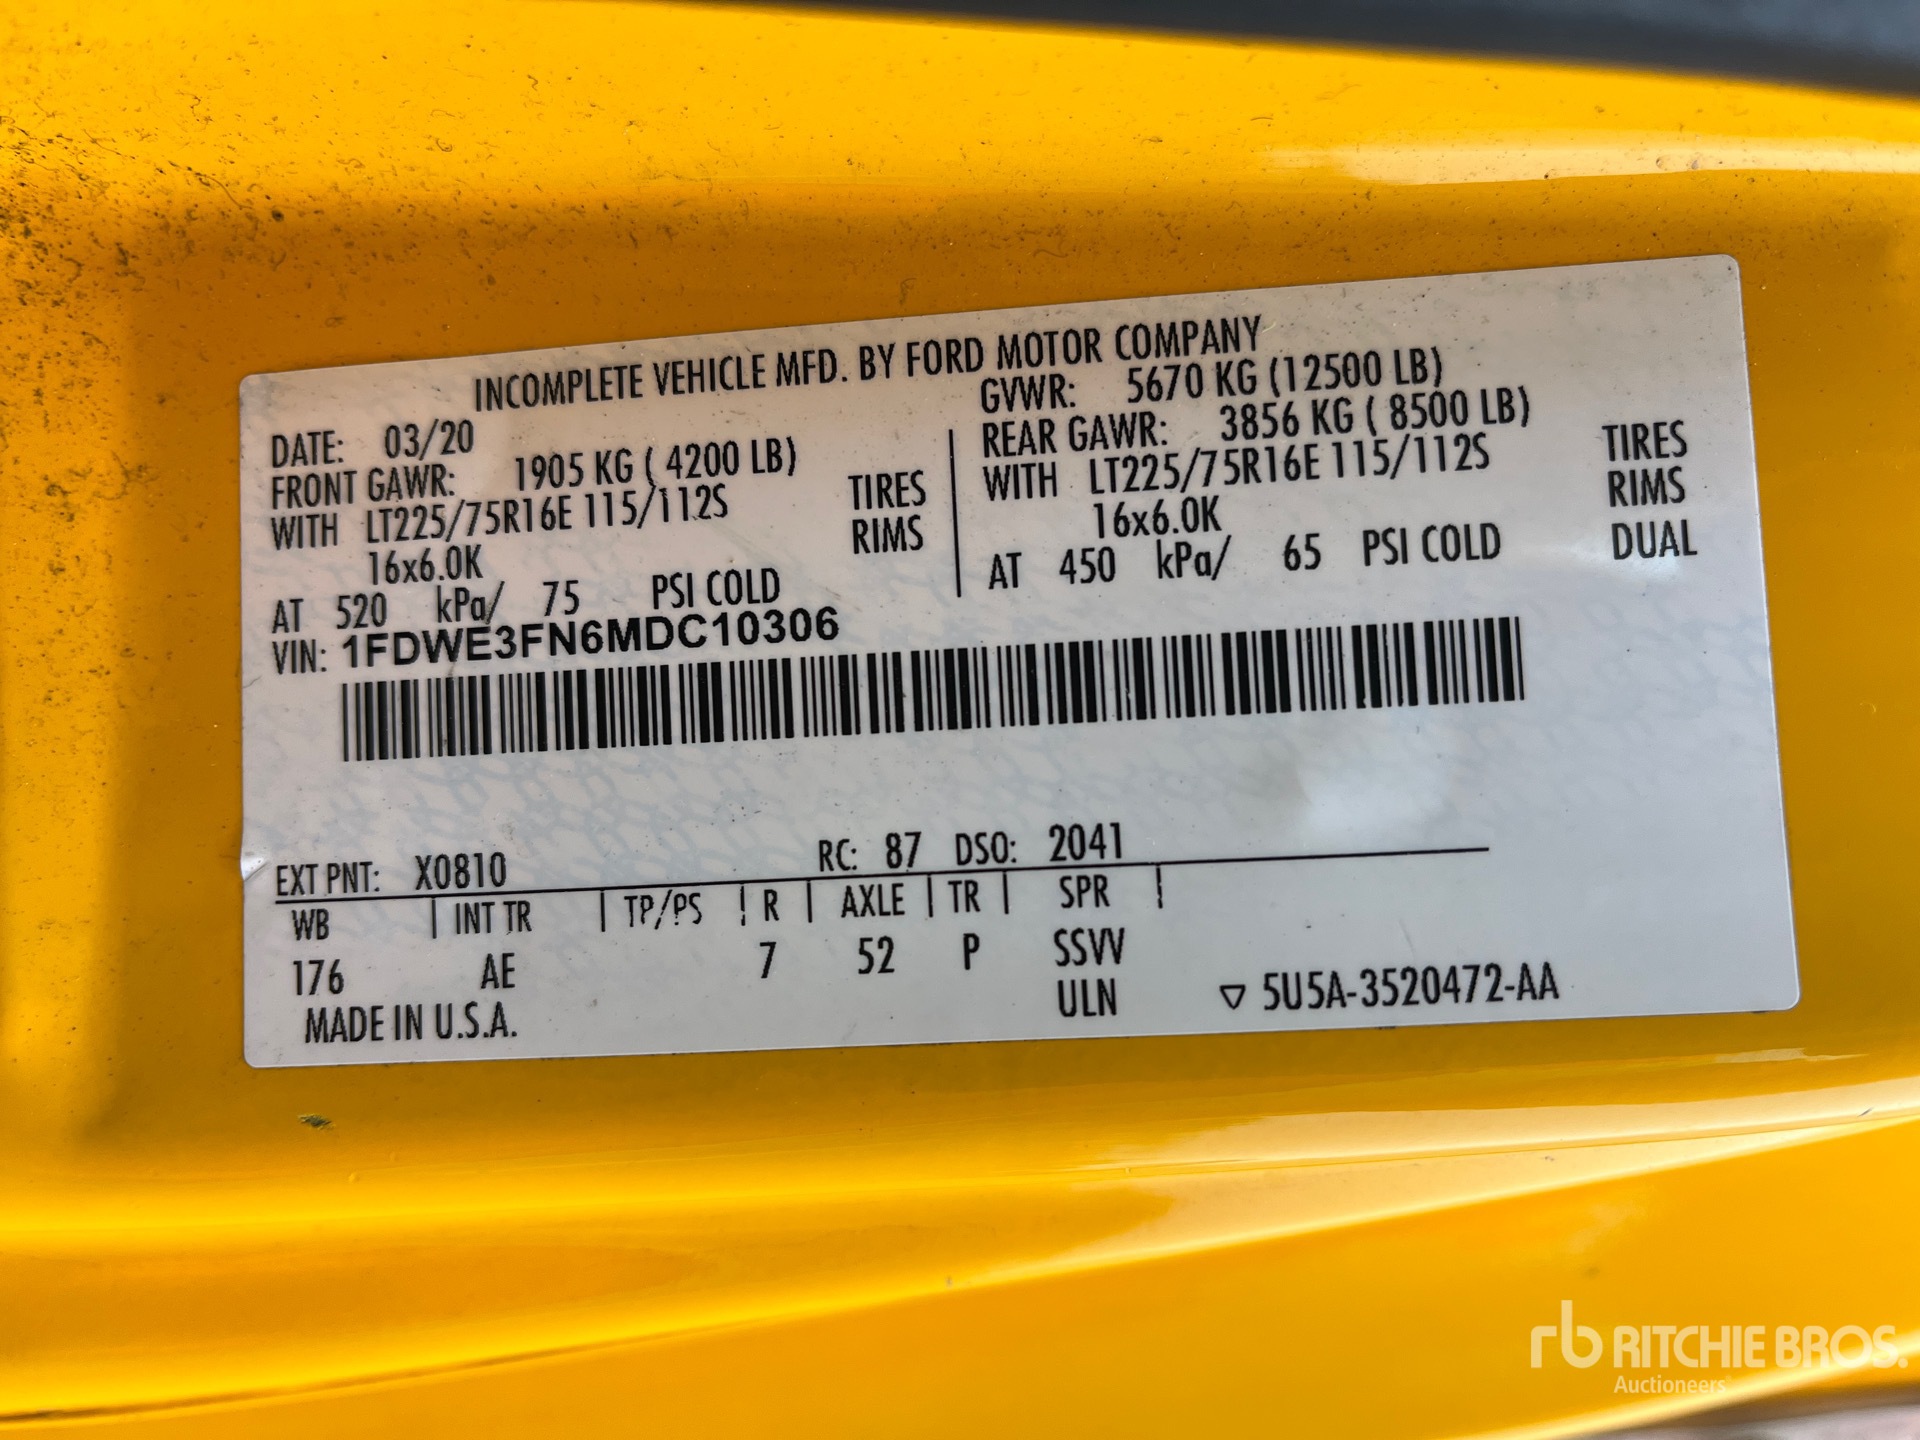 INCOMPLETE VEHICLE MFD. BY FORD MOTOR COMPANY
DATE: 03/20
FRONT GAWR: 1905 KG ( 4200 LB)
WITH LT225/75R16E 115/112S TIRES
16x6.0K RIMS
AT 520 kPa/ 75 PSI COLD
GVWR: 5670 KG (12500 LB)
REAR GAWR: 3856 KG ( 8500 LB)
WITH LT225/75R16E 115/112S TIRES
16x6.0K RIMS
AT 450 kPa/ 65 PSI COLD DUAL
VIN: 1FDWE3FN6MDC10306
EXT PNT: X0810 RC: 87 DSO: 2041
WB | INT TR | TP/PS | R | AXLE | TR | SPR |
176 AE 7 52 P SSVV
ULN ▽ 5U5A-3520472-AA
MADE IN U.S.A.
rb RITCHIE BROS.
Auctioneers